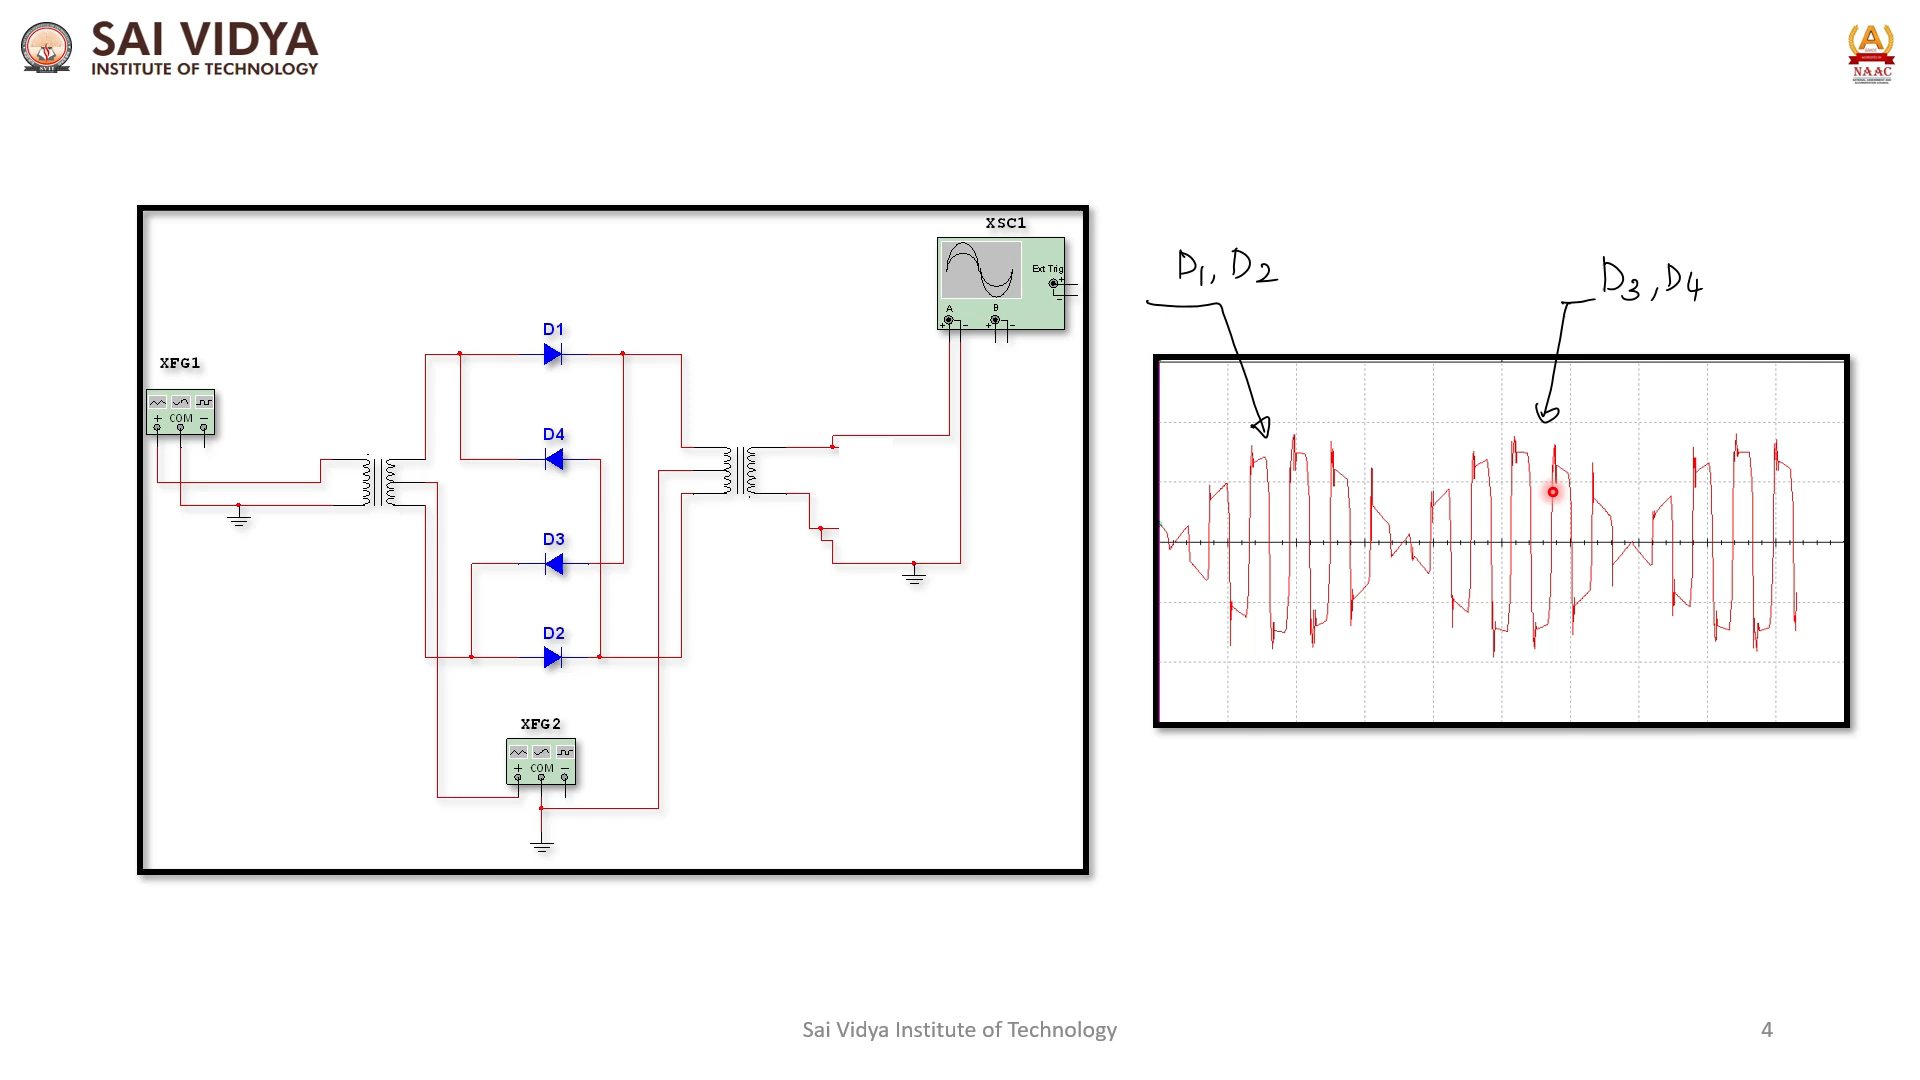 SAI VIDYA
INSTITUTE OF TECHNOLOGY
A
NAAC
XSC1
Ext Trig
+
−
A
B
+ − + −
D1, D2
D3, D4
XFG1
+ COM −
D1
D4
D3
D2
XFG2
+ COM −
Sai Vidya Institute of Technology
4